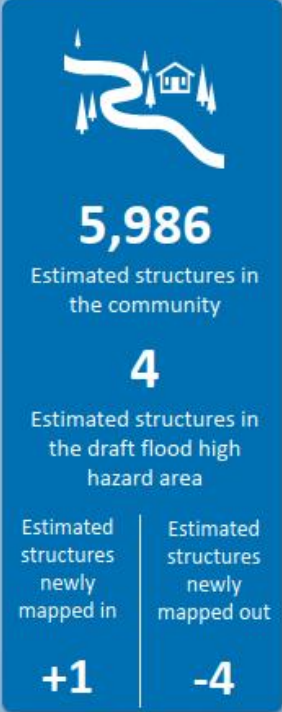 5,986
Estimated structures in
the community
4
Estimated structures in
the draft flood high
hazard area
Estimated
structures
newly
mapped in
+1
Estimated
structures
newly
mapped out
-4